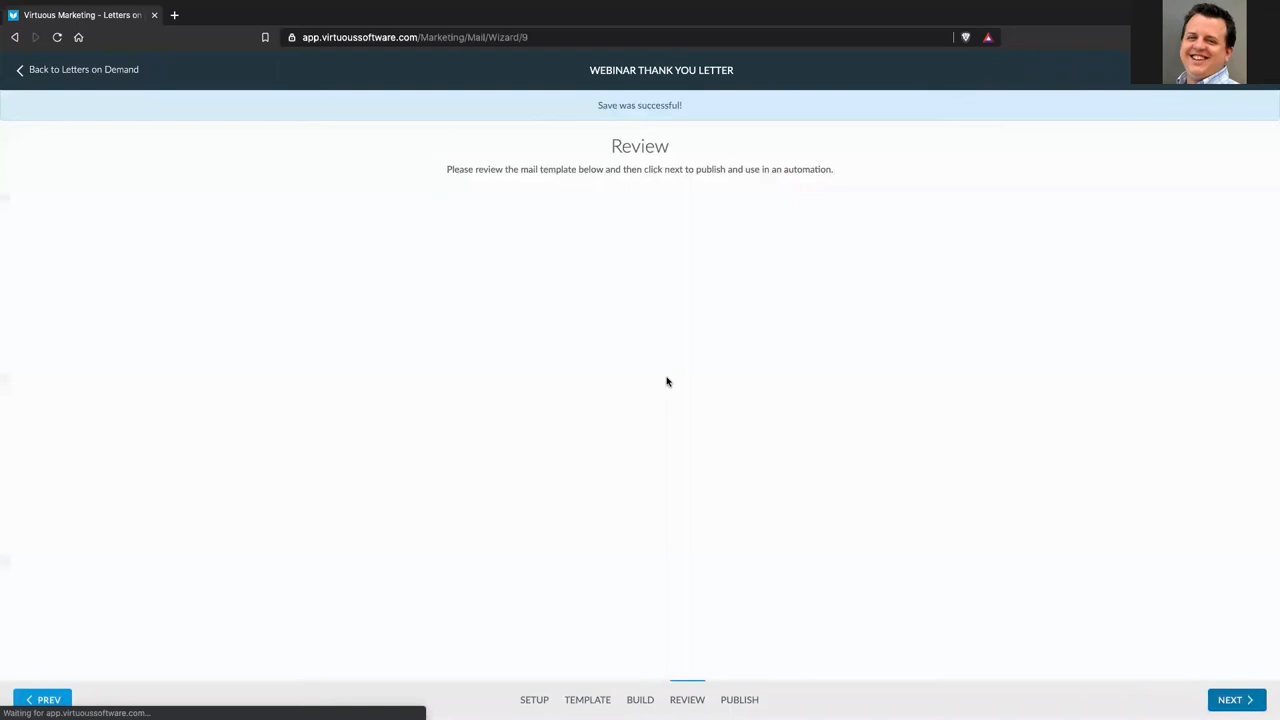 Virtuous Marketing - Letters on
app.virtuoussoftware.com/Marketing/Mail/Wizard/9
Back to Letters on Demand
WEBINAR THANK YOU LETTER
Save was successful!
Review
Please review the mail template below and then click next to publish and use in an automation.
PREV
SETUP
TEMPLATE
BUILD
REVIEW
PUBLISH
NEXT
Waiting for app.virtuoussoftware.com...